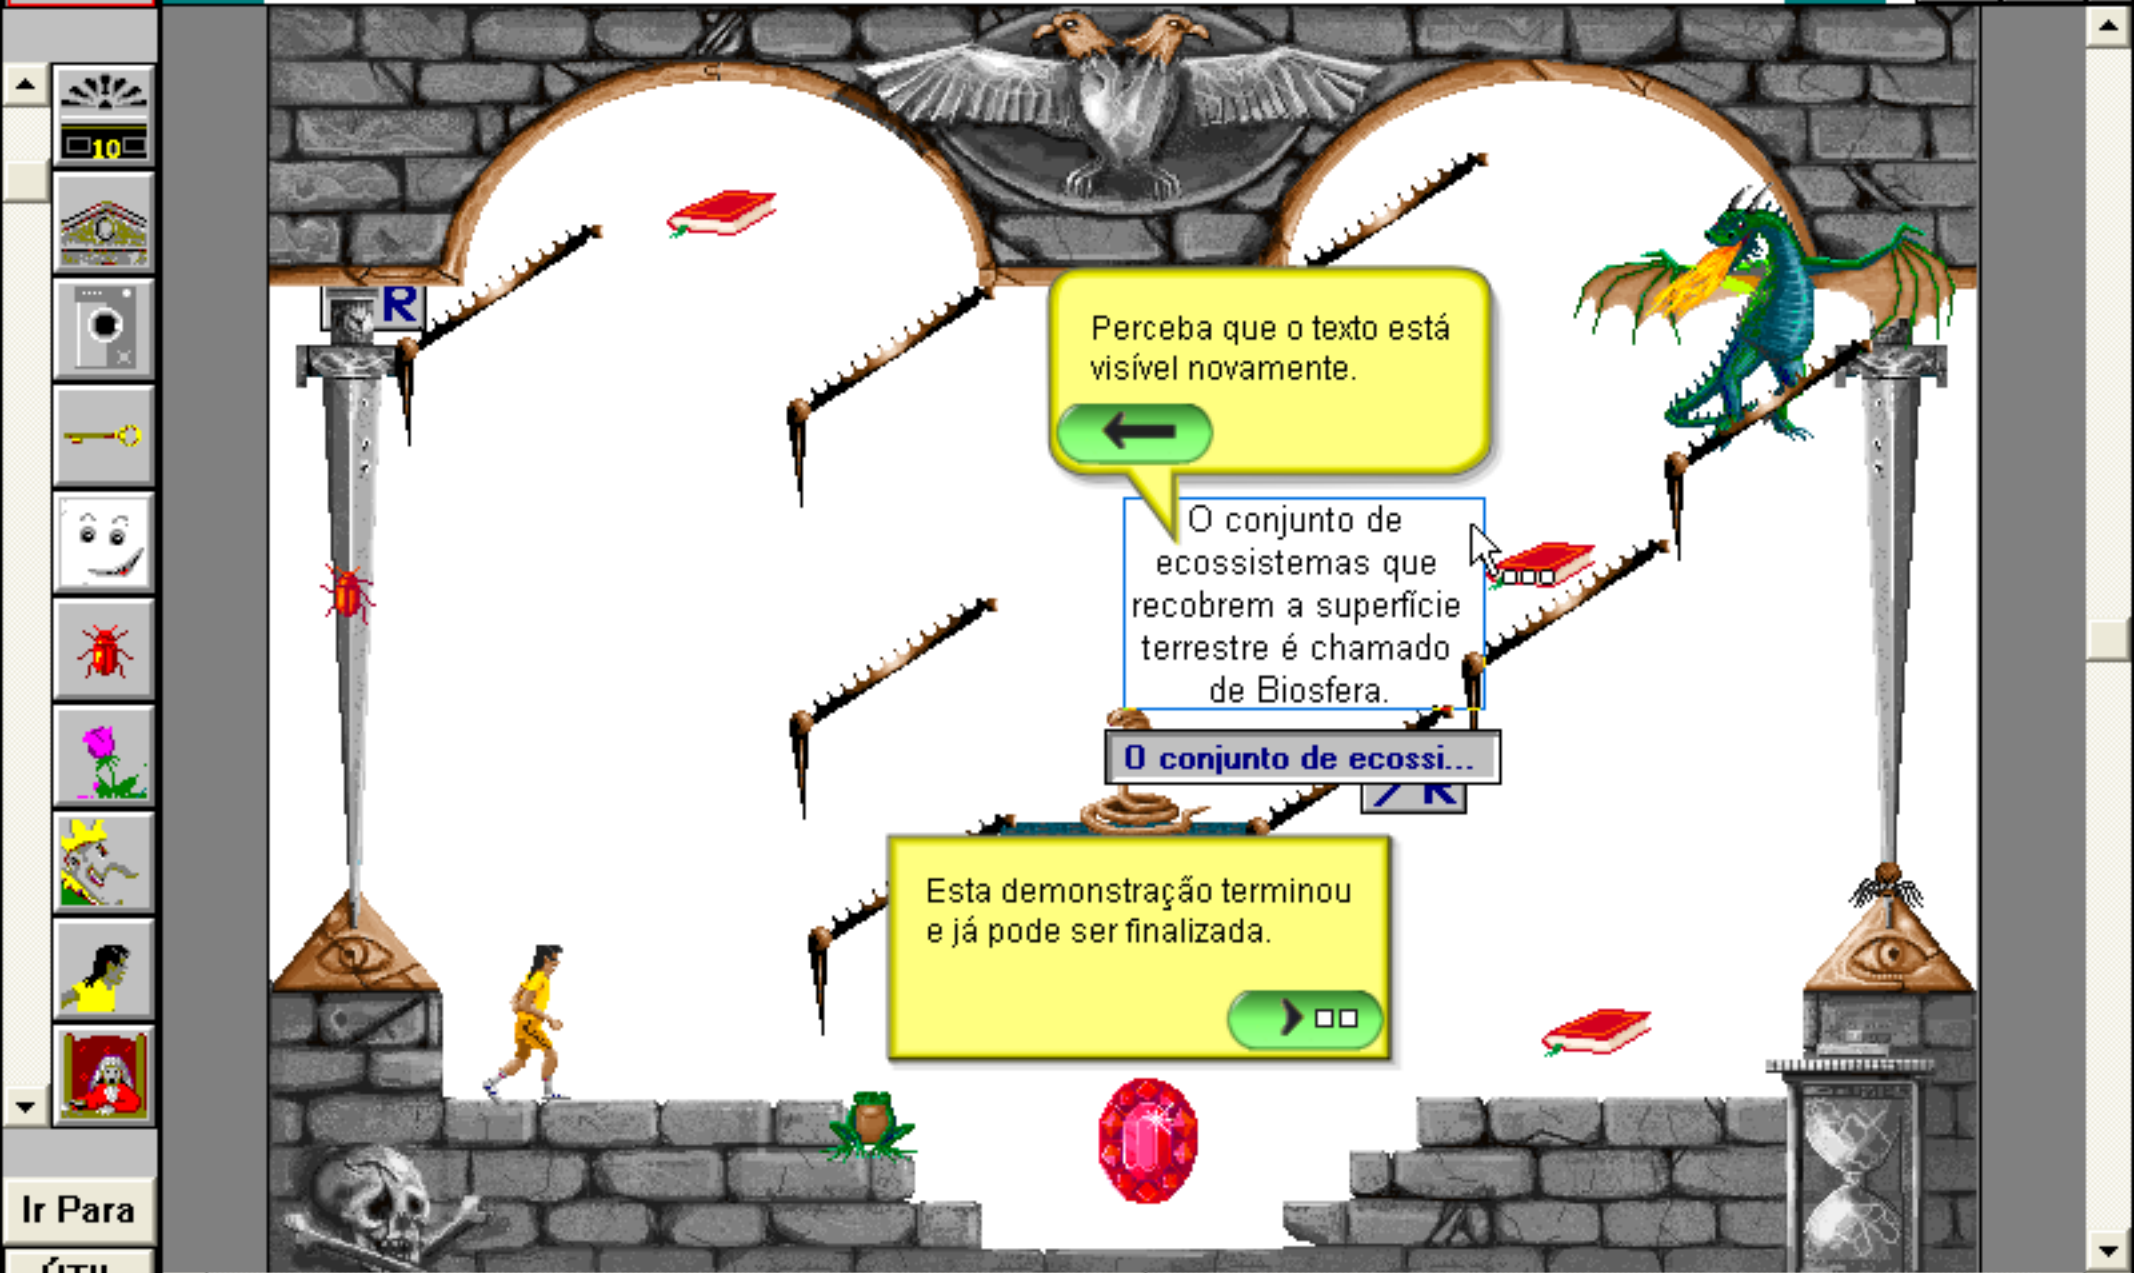 10
R
Perceba que o texto está
visível novamente.
O conjunto de
ecossistemas que
recobrem a superfície
terrestre é chamado
de Biosfera.
O conjunto de ecossi...
R
Esta demonstração terminou
e já pode ser finalizada.
Ir Para
ÚTIL